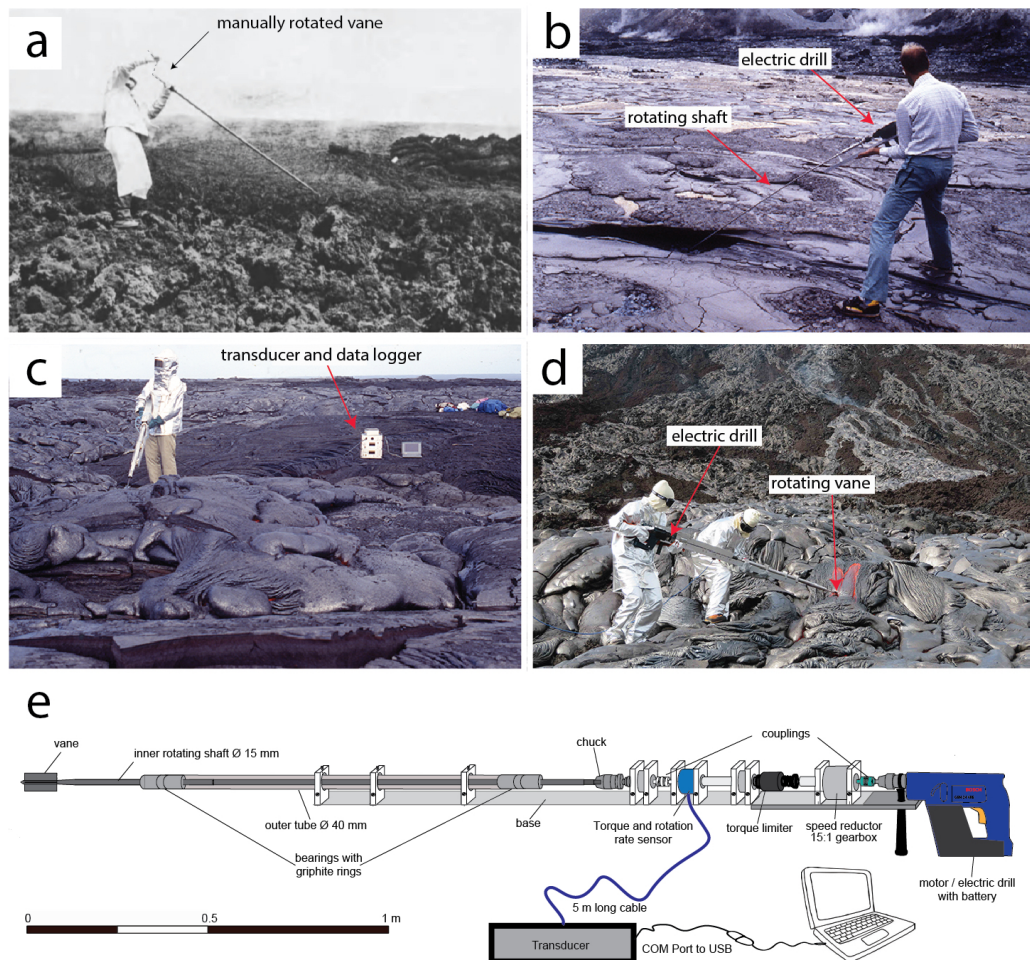 a
manually rotated vane
b
electric drill
rotating shaft
c
transducer and data logger
d
electric drill
rotating vane
e
vane
inner rotating shaft Ø 15 mm
chuck
couplings
outer tube Ø 40 mm
base
Torque and rotation
rate sensor
torque limiter
speed reductor
15:1 gearbox
bearings with
griphite rings
motor / electric drill
with battery
5 m long cable
0
0.5
1 m
Transducer
COM Port to USB